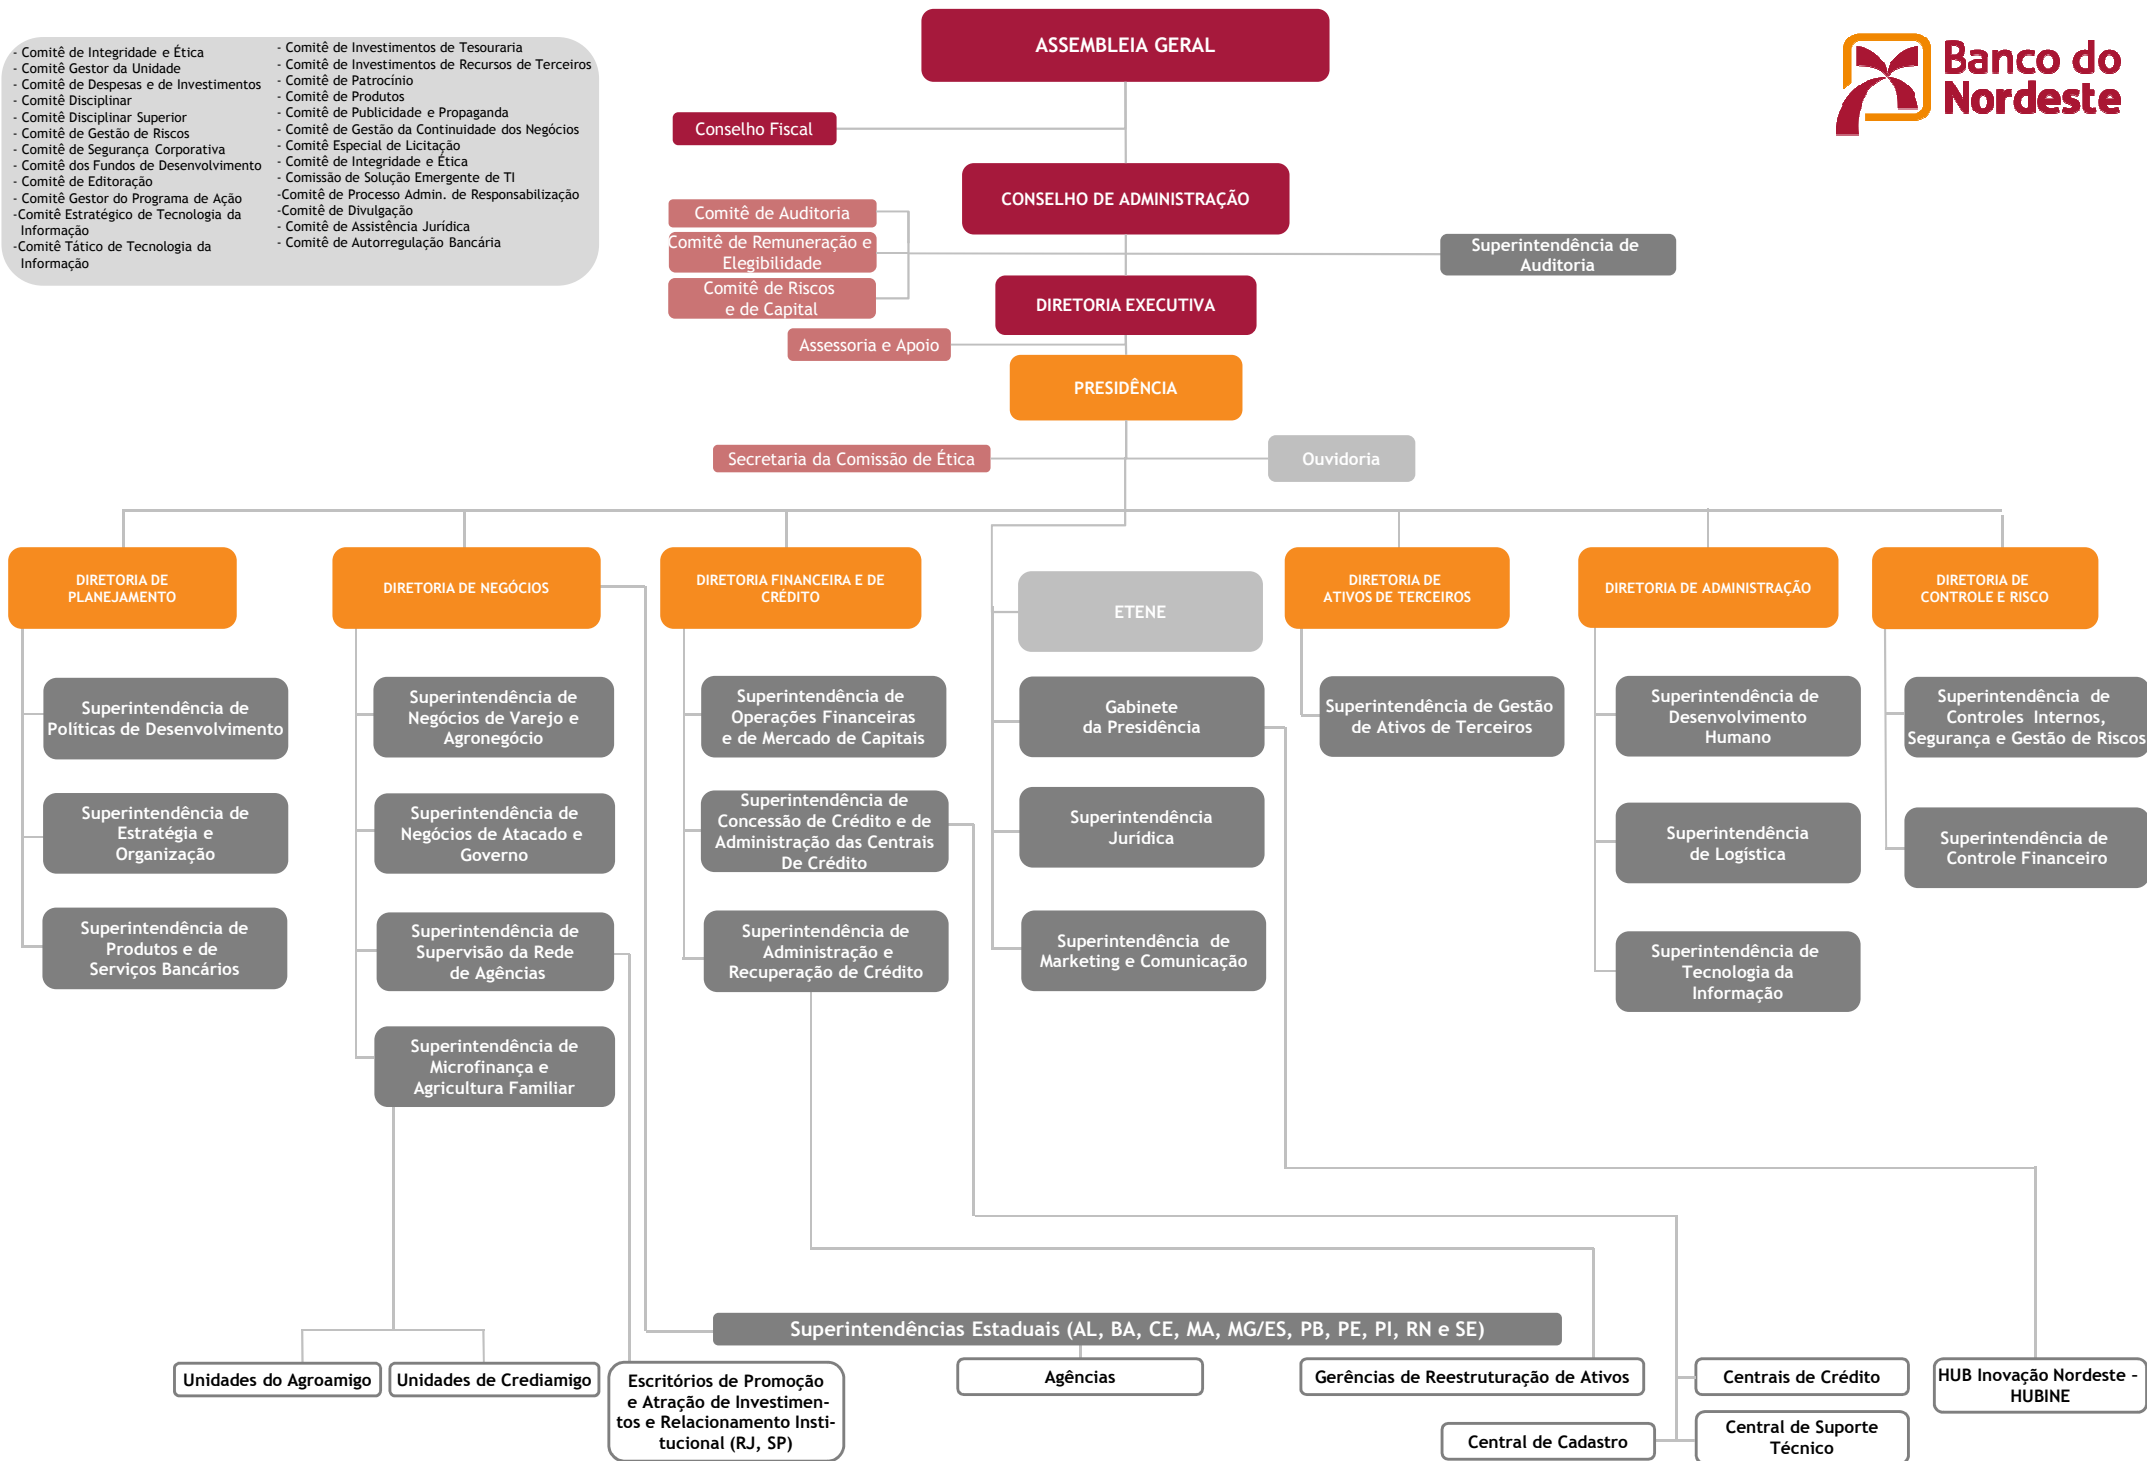 - Comitê de Integridade e Ética
- Comitê Gestor da Unidade
- Comitê de Despesas e de Investimentos
- Comitê Disciplinar
- Comitê Disciplinar Superior
- Comitê de Gestão de Riscos
- Comitê de Segurança Corporativa
- Comitê dos Fundos de Desenvolvimento
- Comitê de Editoração
- Comitê Gestor do Programa de Ação
-Comitê Estratégico de Tecnologia da
Informação
-Comitê Tático de Tecnologia da
Informação
- Comitê de Investimentos de Tesouraria
- Comitê de Investimentos de Recursos de Terceiros
- Comitê de Patrocínio
- Comitê de Produtos
- Comitê de Publicidade e Propaganda
- Comitê de Gestão da Continuidade dos Negócios
- Comitê Especial de Licitação
- Comitê de Integridade e Ética
- Comissão de Solução Emergente de TI
-Comitê de Processo Admin. de Responsabilização
-Comitê de Divulgação
- Comitê de Assistência Jurídica
- Comitê de Autorregulação Bancária
ASSEMBLEIA GERAL
Banco do
Nordeste
Conselho Fiscal
CONSELHO DE ADMINISTRAÇÃO
Comitê de Auditoria
Comitê de Remuneração e
Elegibilidade
Comitê de Riscos
e de Capital
Superintendência de
Auditoria
DIRETORIA EXECUTIVA
Assessoria e Apoio
PRESIDÊNCIA
Secretaria da Comissão de Ética
Ouvidoria
DIRETORIA DE
PLANEJAMENTO
DIRETORIA DE NEGÓCIOS
DIRETORIA FINANCEIRA E DE
CRÉDITO
ETENE
DIRETORIA DE
ATIVOS DE TERCEIROS
DIRETORIA DE ADMINISTRAÇÃO
DIRETORIA DE
CONTROLE E RISCO
Superintendência de
Políticas de Desenvolvimento
Superintendência de
Negócios de Varejo e
Agronegócio
Superintendência de
Operações Financeiras
e de Mercado de Capitais
Gabinete
da Presidência
Superintendência de Gestão
de Ativos de Terceiros
Superintendência de
Desenvolvimento
Humano
Superintendência de
Controles Internos,
Segurança e Gestão de Riscos
Superintendência de
Estratégia e
Organização
Superintendência de
Negócios de Atacado e
Governo
Superintendência de
Concessão de Crédito e de
Administração das Centrais
De Crédito
Superintendência
Jurídica
Superintendência
de Logística
Superintendência de
Controle Financeiro
Superintendência de
Produtos e de
Serviços Bancários
Superintendência de
Supervisão da Rede
de Agências
Superintendência de
Administração e
Recuperação de Crédito
Superintendência de
Marketing e Comunicação
Superintendência de
Tecnologia da
Informação
Superintendência de
Microfinança e
Agricultura Familiar
Superintendências Estaduais (AL, BA, CE, MA, MG/ES, PB, PE, PI, RN e SE)
Unidades do Agroamigo
Unidades de Crediamigo
Escritórios de Promoção
e Atração de Investimen-
tos e Relacionamento Insti-
tucional (RJ, SP)
Agências
Gerências de Reestruturação de Ativos
Centrais de Crédito
HUB Inovação Nordeste –
HUBINE
Central de Cadastro
Central de Suporte
Técnico